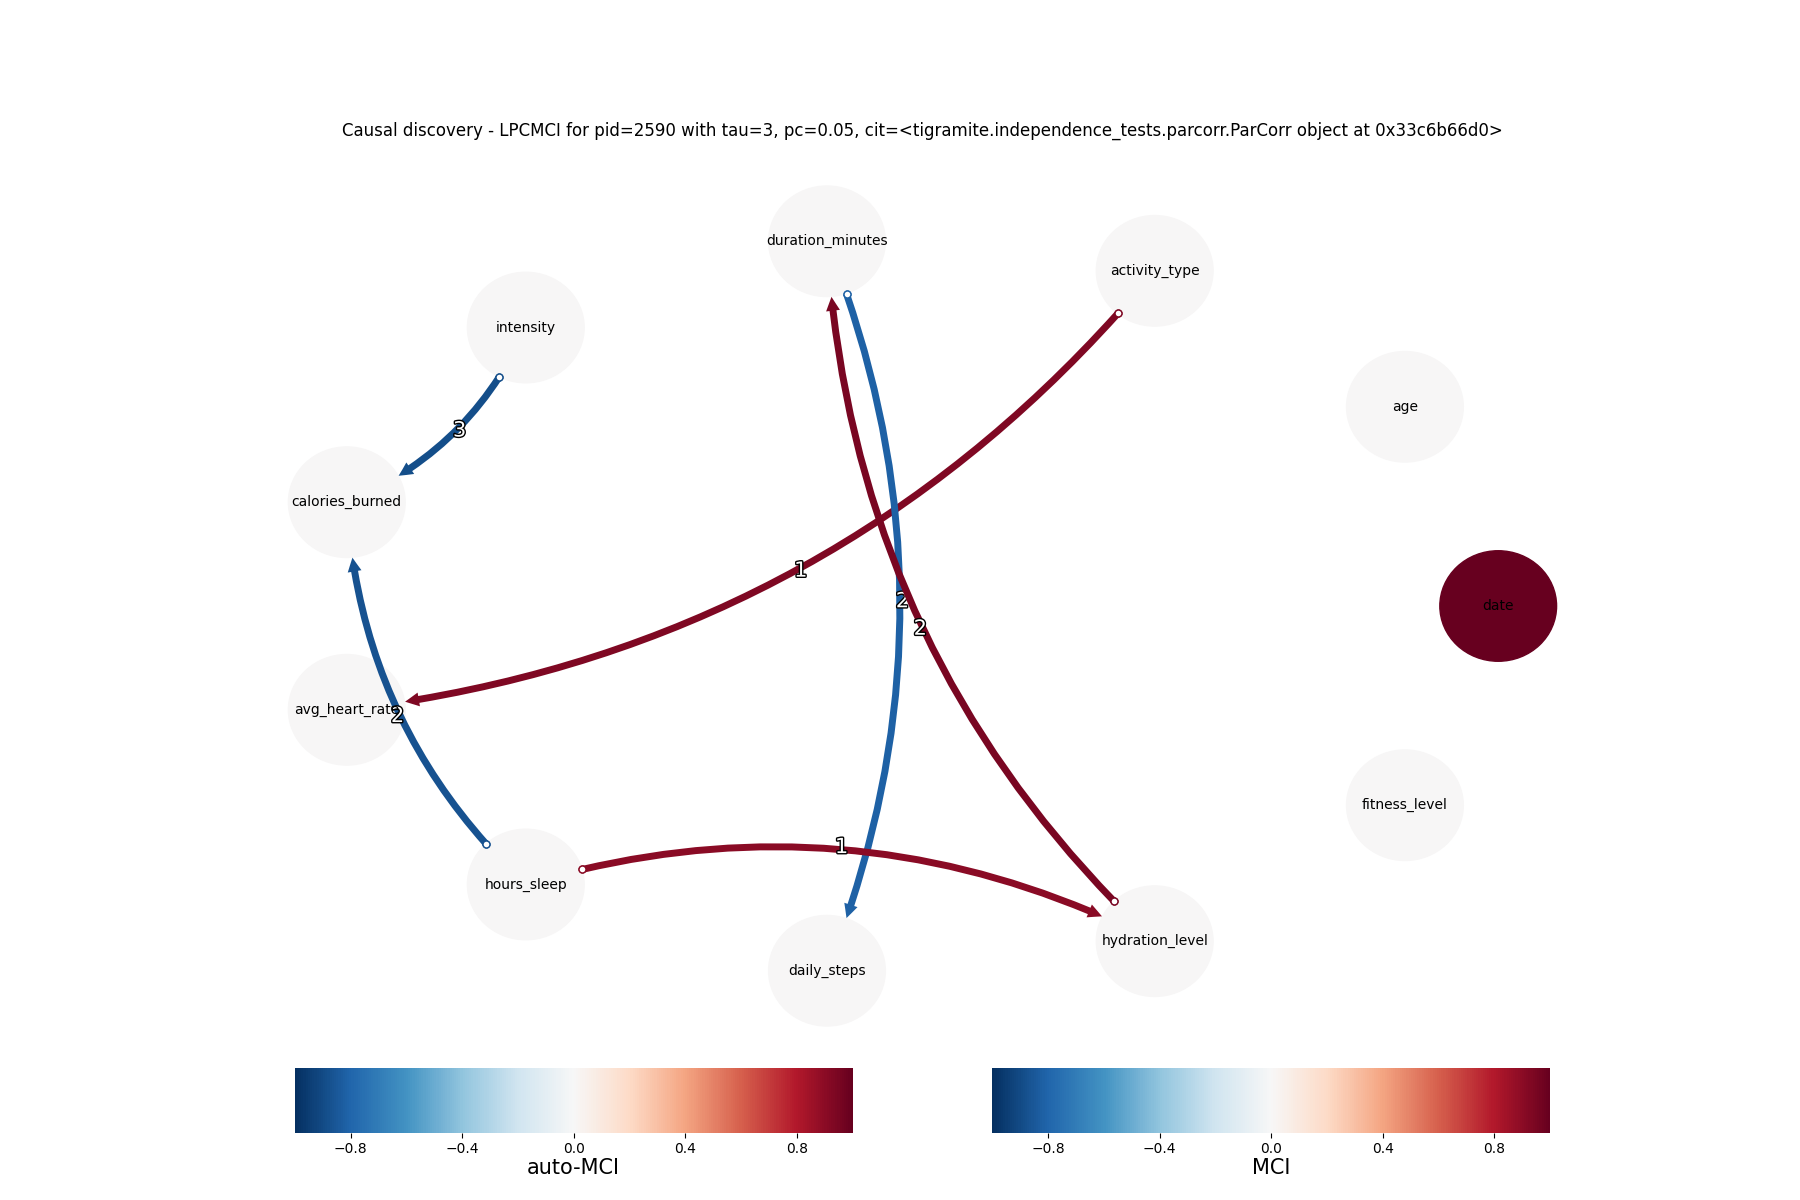 Causal discovery - LPCMCI for pid=2590 with tau=3, pc=0.05, cit=<tigramite.independence_tests.parcorr.ParCorr object at 0x33c6b66d0>
duration_minutes
activity_type
intensity
age
3
calories_burned
1
2
date
2
avg_heart_rate
2
fitness_level
1
hours_sleep
hydration_level
daily_steps
−0.8 −0.4 0.0 0.4 0.8
auto-MCI
−0.8 −0.4 0.0 0.4 0.8
MCI